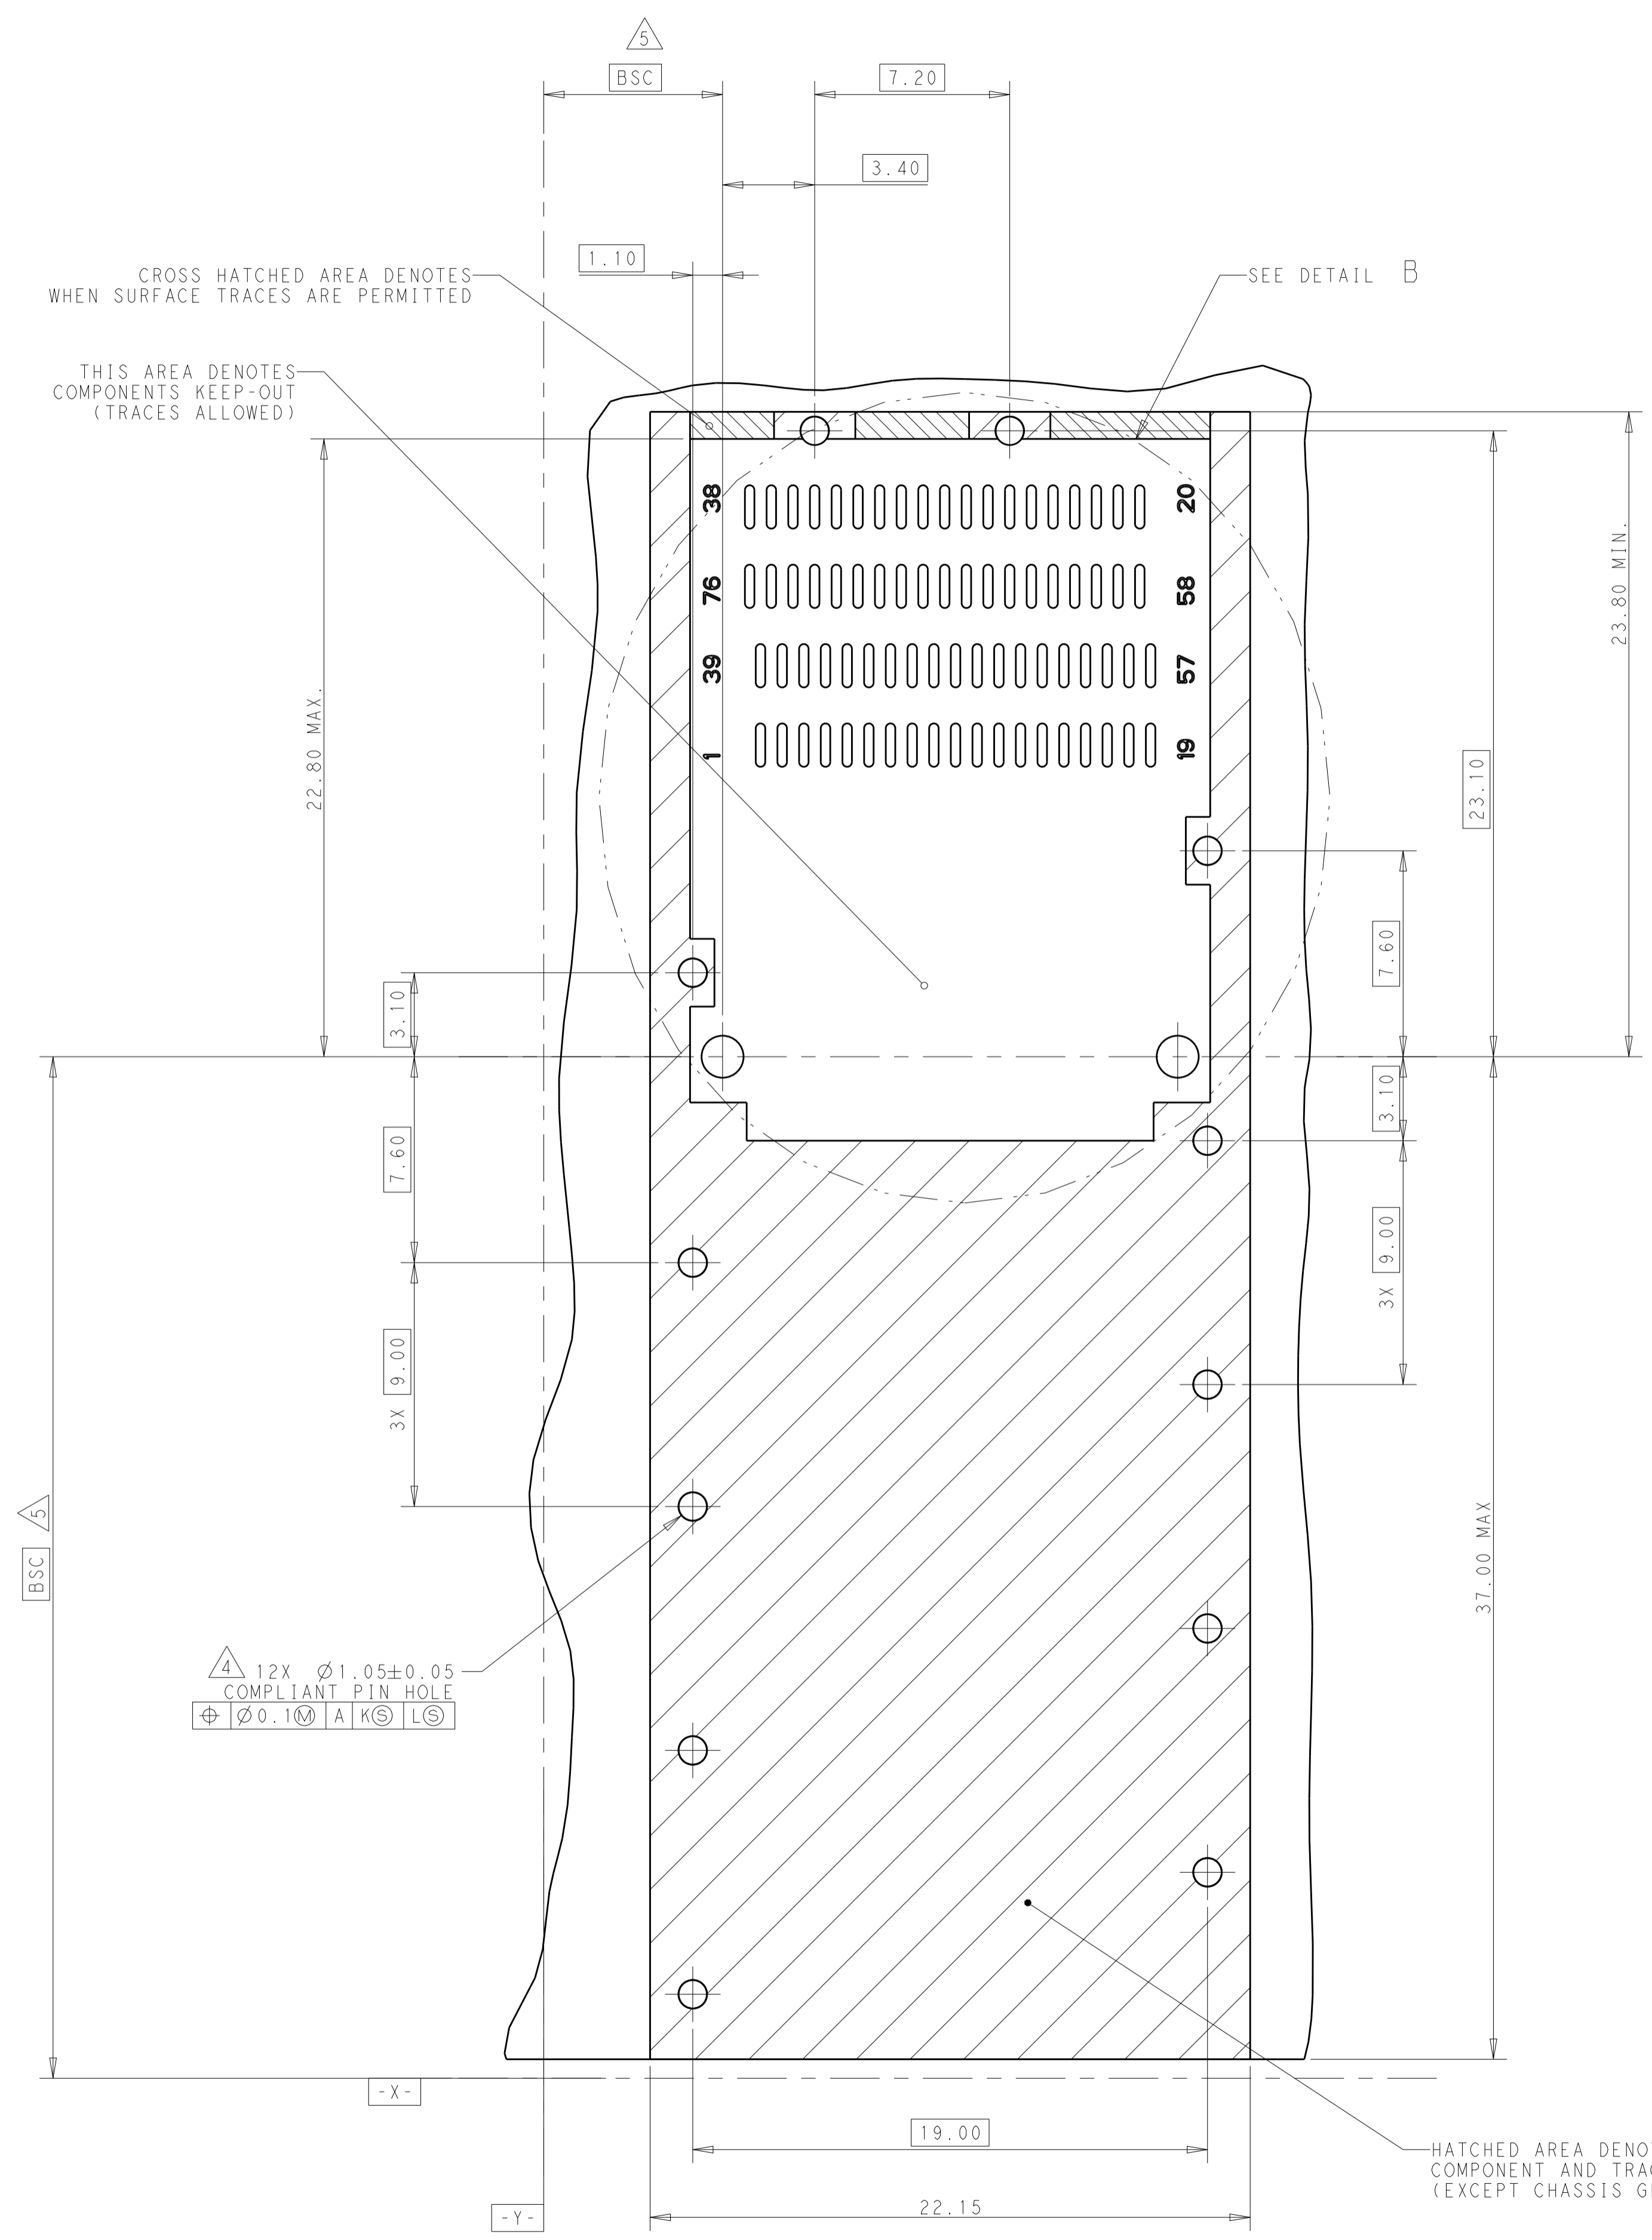 5
BSC
7.20
3.40
1.10
CROSS HATCHED AREA DENOTES
WHEN SURFACE TRACES ARE PERMITTED
SEE DETAIL B
THIS AREA DENOTES
COMPONENTS KEEP-OUT
(TRACES ALLOWED)
38
20
76
58
39
57
1
19
22.80 MAX.
23.80 MIN.
23.10
7.60
3.10
3.10
7.60
3X 9.00
3X 9.00
5
BSC
37.00 MAX
4 12X Ø1.05±0.05
COMPLIANT PIN HOLE
⌖ Ø0.1Ⓜ A KⓈ LⓈ
-X-
19.00
HATCHED AREA DENO
COMPONENT AND TRA
(EXCEPT CHASSIS G
22.15
-Y-